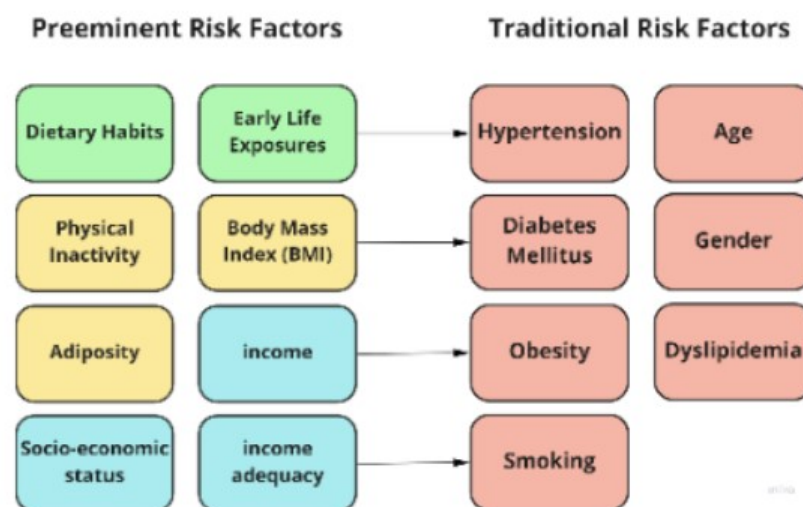 Preeminent Risk Factors
Traditional Risk Factors
Dietary Habits
Early Life
Exposures
Hypertension
Age
Physical
Inactivity
Body Mass
Index (BMI)
Diabetes
Mellitus
Gender
Adiposity
income
Obesity
Dyslipidemia
Socio-economic
status
income
adequacy
Smoking